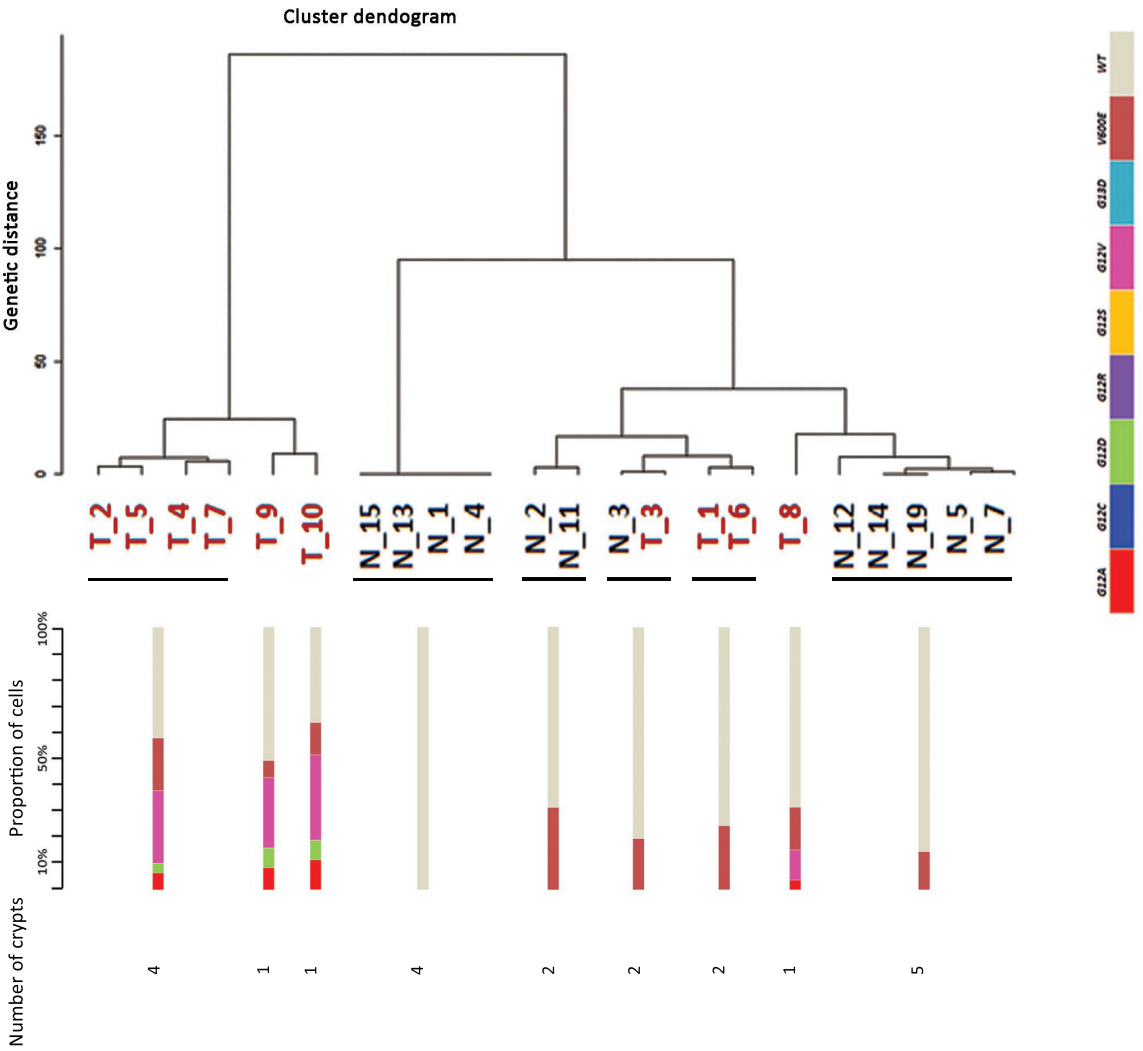 Cluster dendogram
Genetic distance
150
100
50
0
T_2
T_5
T_4
T_7
T_9
T_10
N_15
N_13
N_1
N_4
N_2
N_11
N_3
T_3
T_1
T_6
T_8
N_12
N_14
N_19
N_5
N_7
WT
V600E
G13D
G12V
G12S
G12R
G12D
G12C
G12A
Proportion of cells
100%
50%
10%
Number of crypts
4
1
1
4
2
2
2
1
5